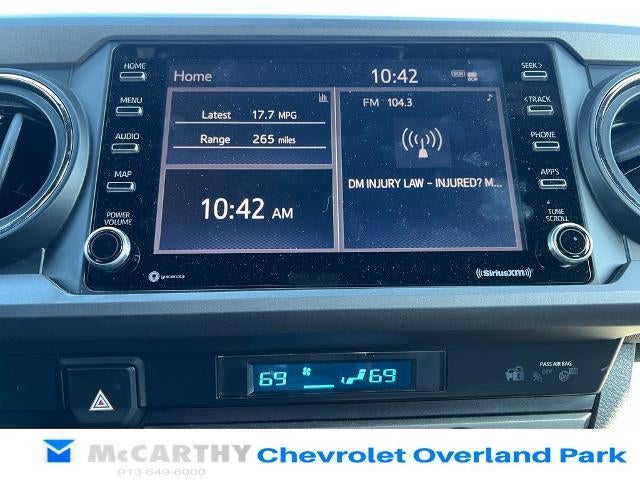 HOME
MENU
AUDIO
MAP
POWER
VOLUME
Home
10:42
DCM
Latest 17.7 MPG
Range 265 miles
10:42 AM
FM 104.3
DM INJURY LAW - INJURED? M...
SEEK >
< TRACK
PHONE
APPS
TUNE
SCROLL
gracenote
((SiriusXM))
69 69
PASS AIR BAG
OFF
McCARTHY Chevrolet Overland Park
913-649-6000